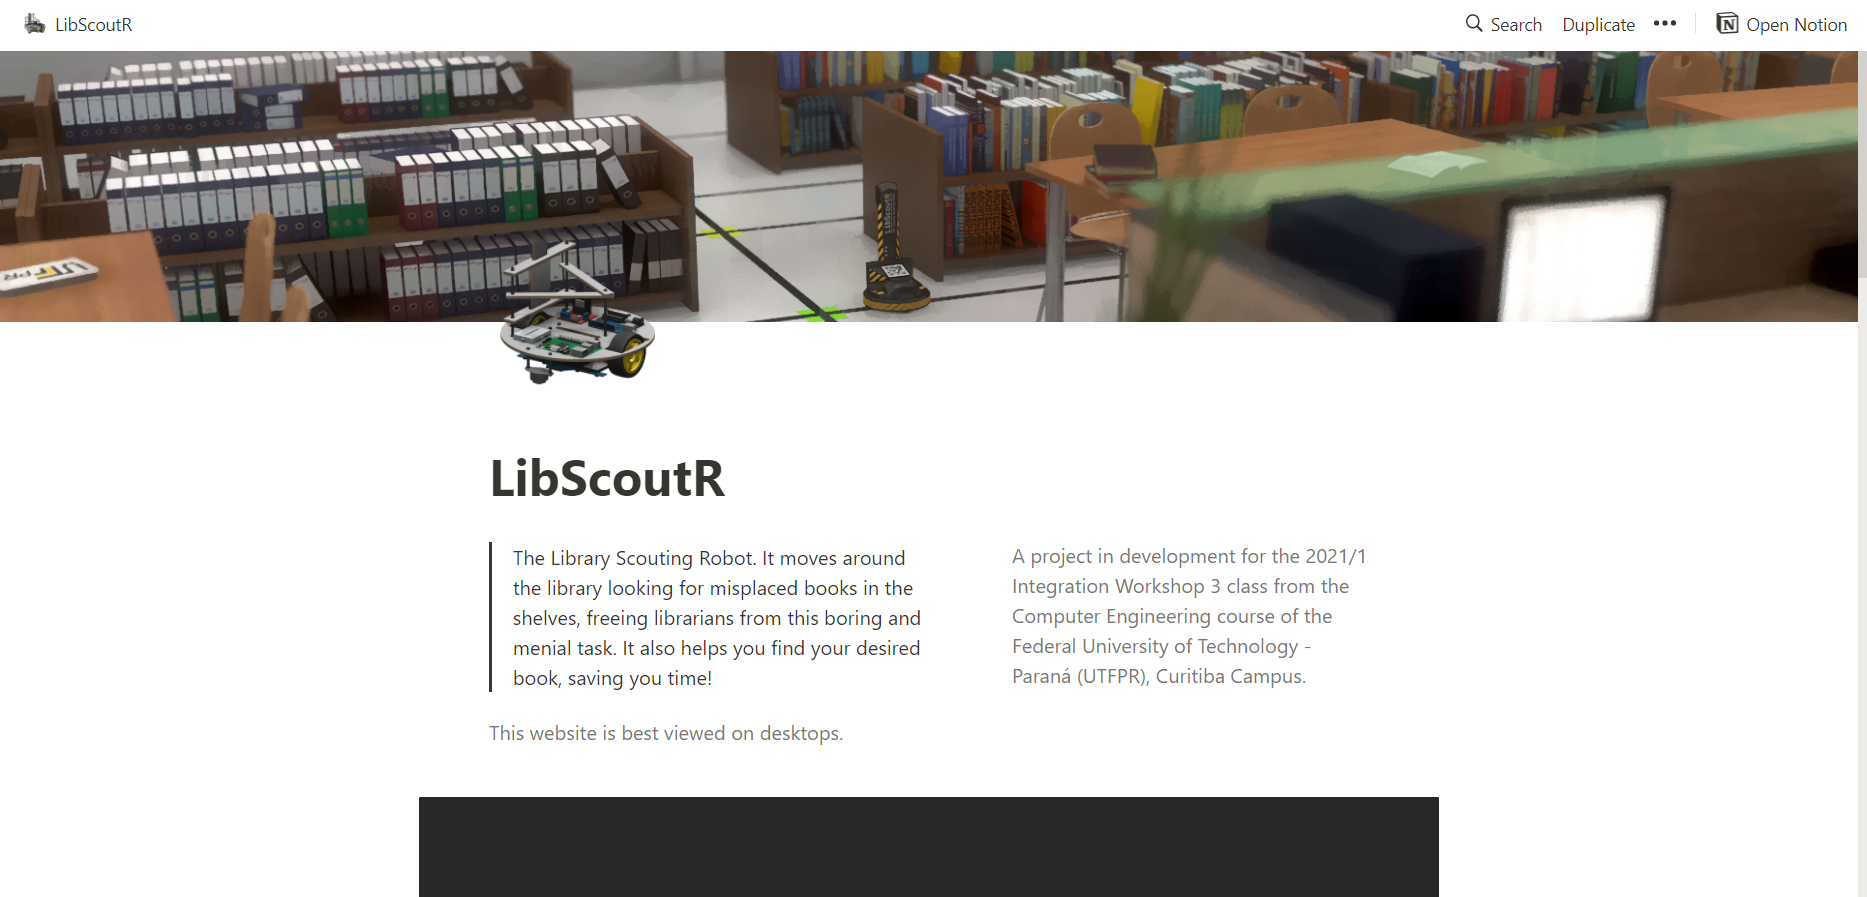 LibScoutR
Search Duplicate ••• Open Notion
UTFPR
LibScoutR
LibScoutR
The Library Scouting Robot. It moves around
the library looking for misplaced books in the
shelves, freeing librarians from this boring and
menial task. It also helps you find your desired
book, saving you time!
A project in development for the 2021/1
Integration Workshop 3 class from the
Computer Engineering course of the
Federal University of Technology -
Paraná (UTFPR), Curitiba Campus.
This website is best viewed on desktops.